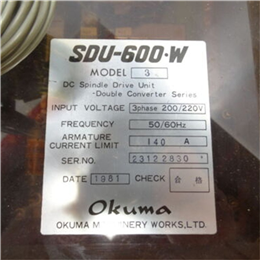 SDU-600·W
MODEL 3
DC Spindle Drive Unit
-Double Converter Series
INPUT VOLTAGE 3phase 200/220V
FREQUENCY 50/60Hz
ARMATURE CURRENT LIMIT 140 A
SER.NO. 23122830
DATE 1981 CHECK 合格
Okuma
OKUMA MACHINERY WORKS,LTD.